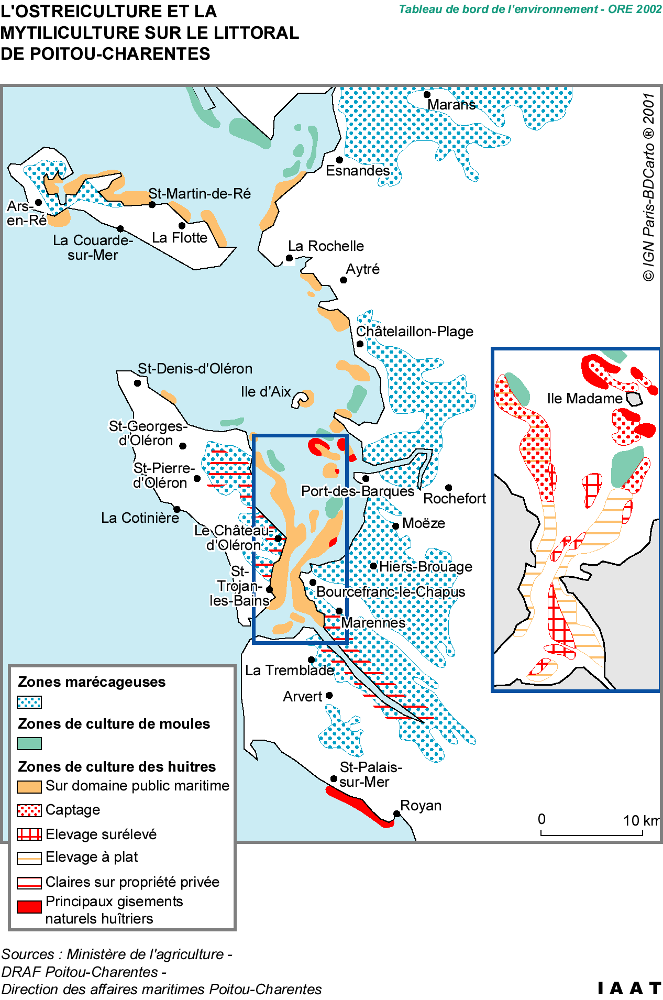 L'OSTREICULTURE ET LA
MYTILICULTURE SUR LE LITTORAL
DE POITOU-CHARENTES
Tableau de bord de l'environnement - ORE 2002
© IGN Paris-BDCarto ® 2001
Marans
Esnandes
St-Martin-de-Ré
Ars-
en-Ré
La Couarde-
sur-Mer
La Flotte
La Rochelle
Aytré
Châtelaillon-Plage
St-Denis-d'Oléron
Ile d'Aix
Ile Madame
St-Georges-
d'Oléron
St-Pierre-
d'Oléron
Port-des-Barques
Rochefort
La Cotinière
Moëze
Le Château-
d'Oléron
Hiers-Brouage
St-
Trojan-
les-Bains
Bourcefranc-le-Chapus
Marennes
La Tremblade
Arvert
St-Palais-
sur-Mer
Royan
0 10 km
Zones marécageuses
Zones de culture de moules
Zones de culture des huitres
Sur domaine public maritime
Captage
Elevage surélevé
Elevage à plat
Claires sur propriété privée
Principaux gisements
naturels huîtriers
Sources : Ministère de l'agriculture -
DRAF Poitou-Charentes -
Direction des affaires maritimes Poitou-Charentes
IAAT